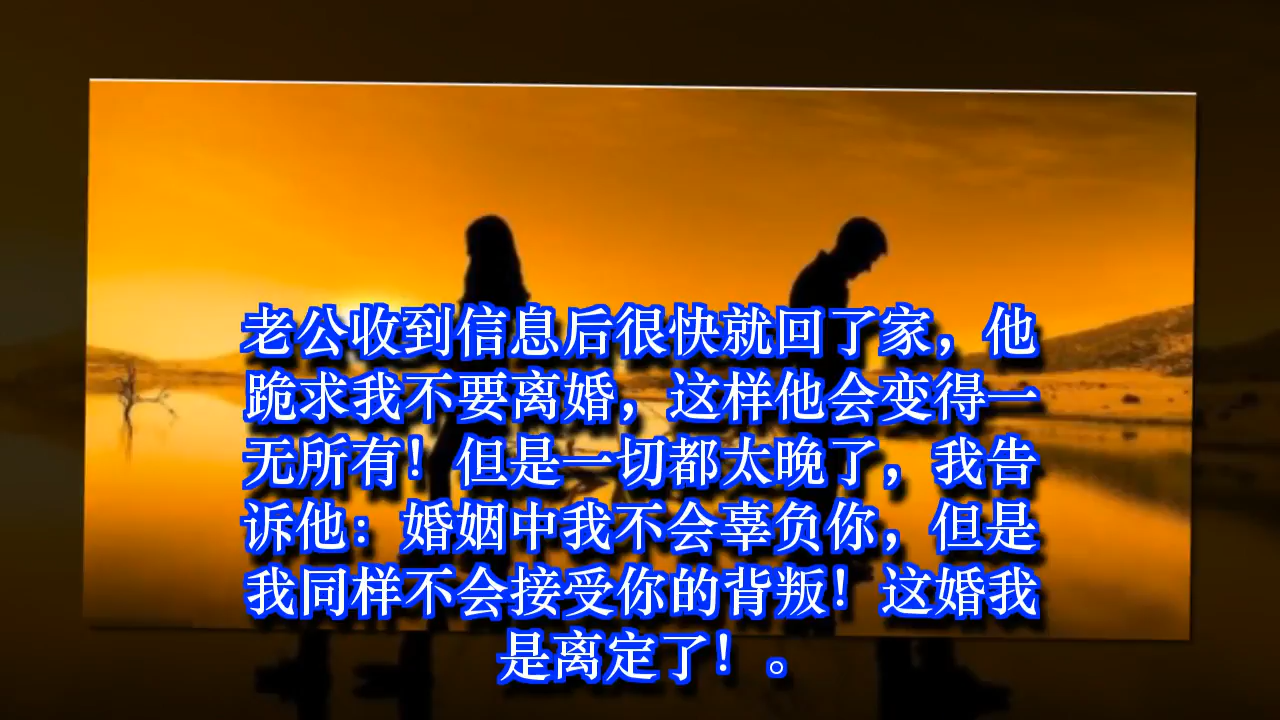 老公收到信息后很快就回了家，他
跪求我不要离婚，这样他会变得一
无所有！但是一切都太晚了，我告
诉他：婚姻中我不会辜负你，但是
我同样不会接受你的背叛！这婚我
是离定了！。